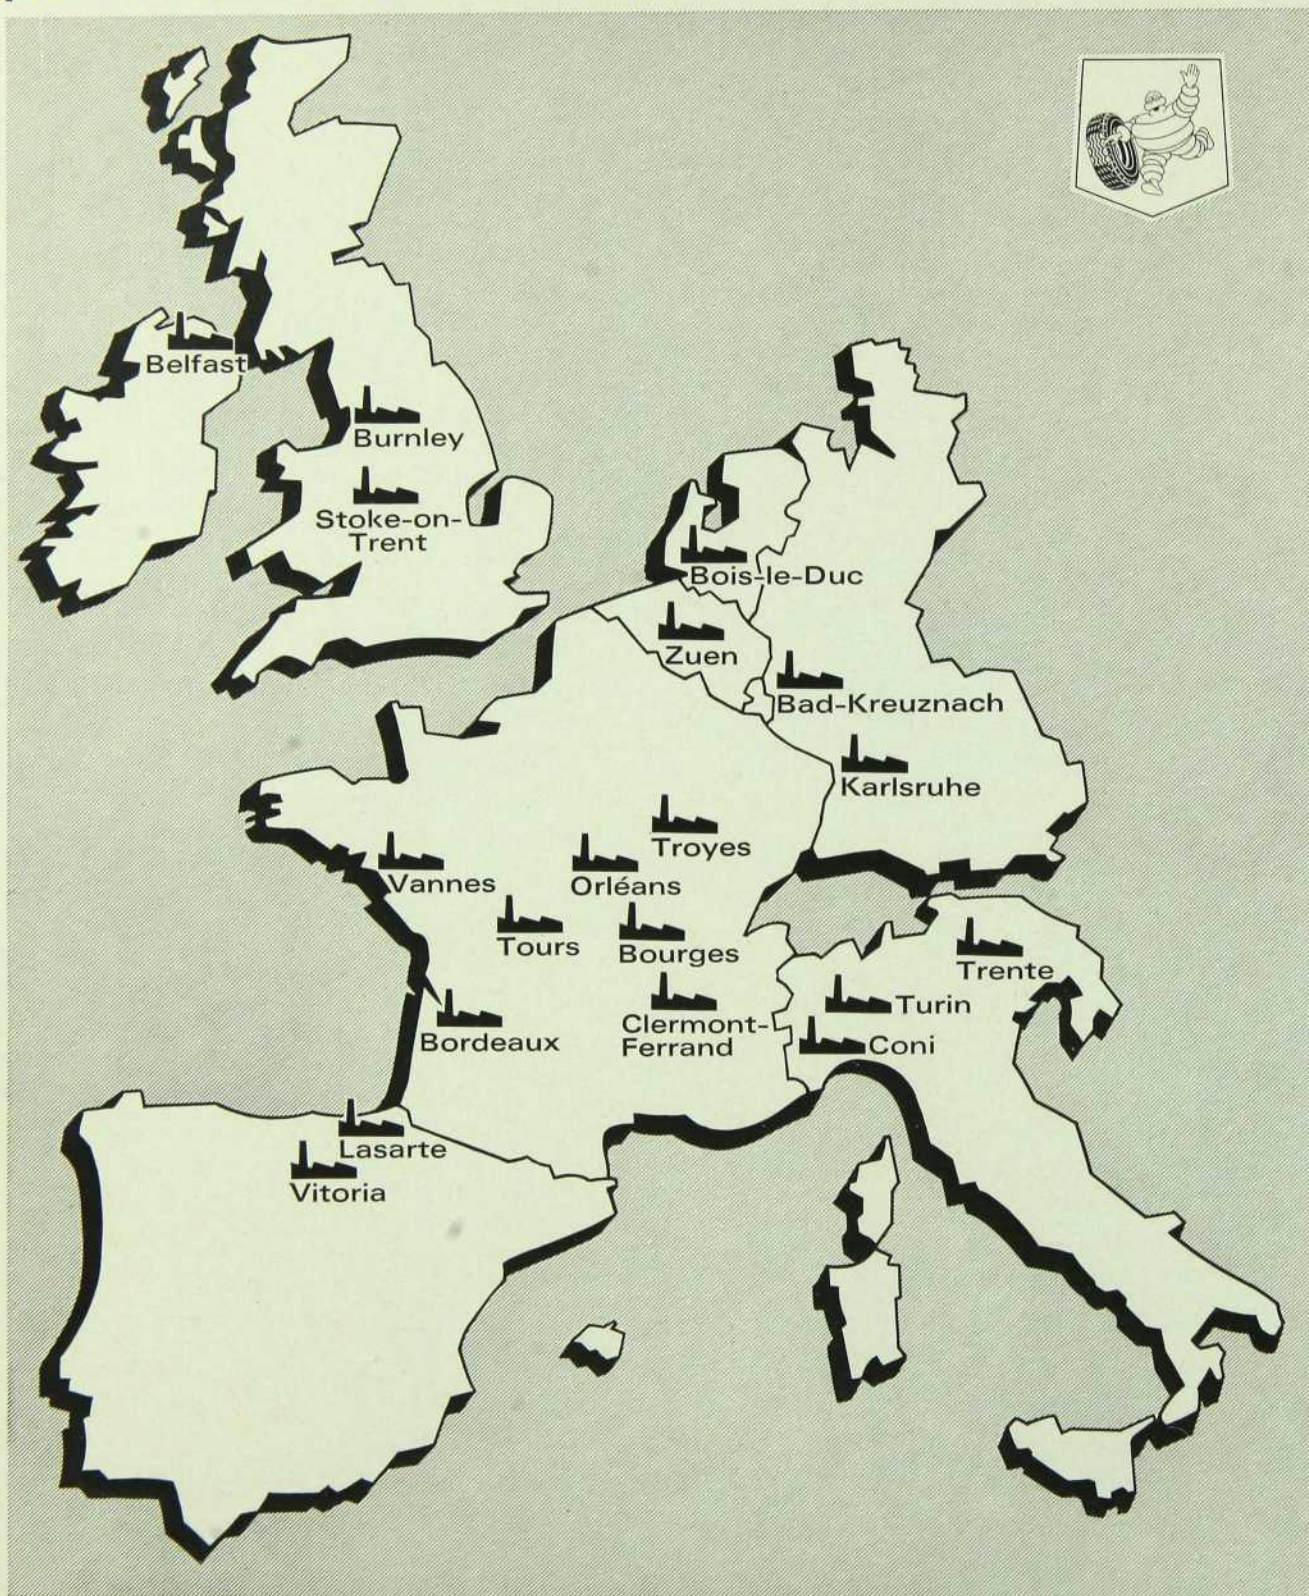 Belfast
Burnley
Stoke-on-
Trent
Bois-le-Duc
Zuen
Bad-Kreuznach
Karlsruhe
Troyes
Vannes
Orléans
Tours
Bourges
Trente
Turin
Clermont-
Ferrand
Bordeaux
Coni
Lasarte
Vitoria